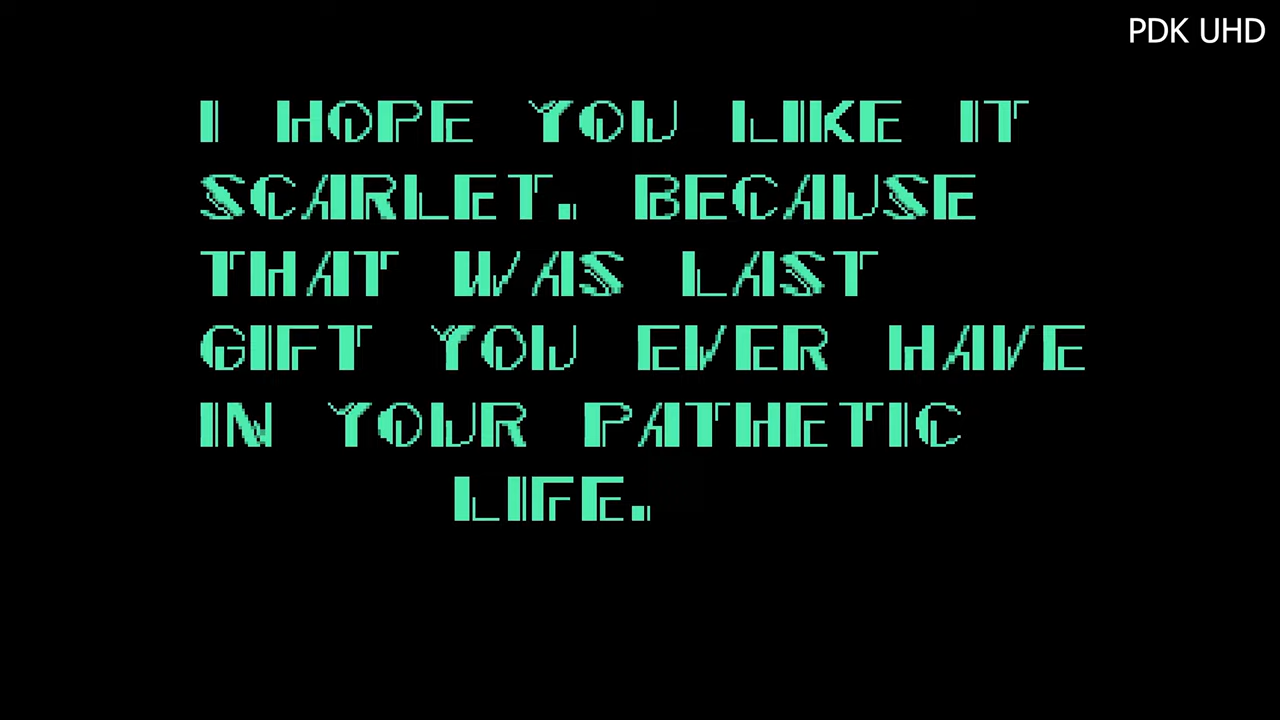 PDK UHD
I HOPE YOU LIKE IT
SCARLET. BECAUSE
THAT WAS LAST
GIFT YOU EVER HAVE
IN YOUR PATHETIC
LIFE.